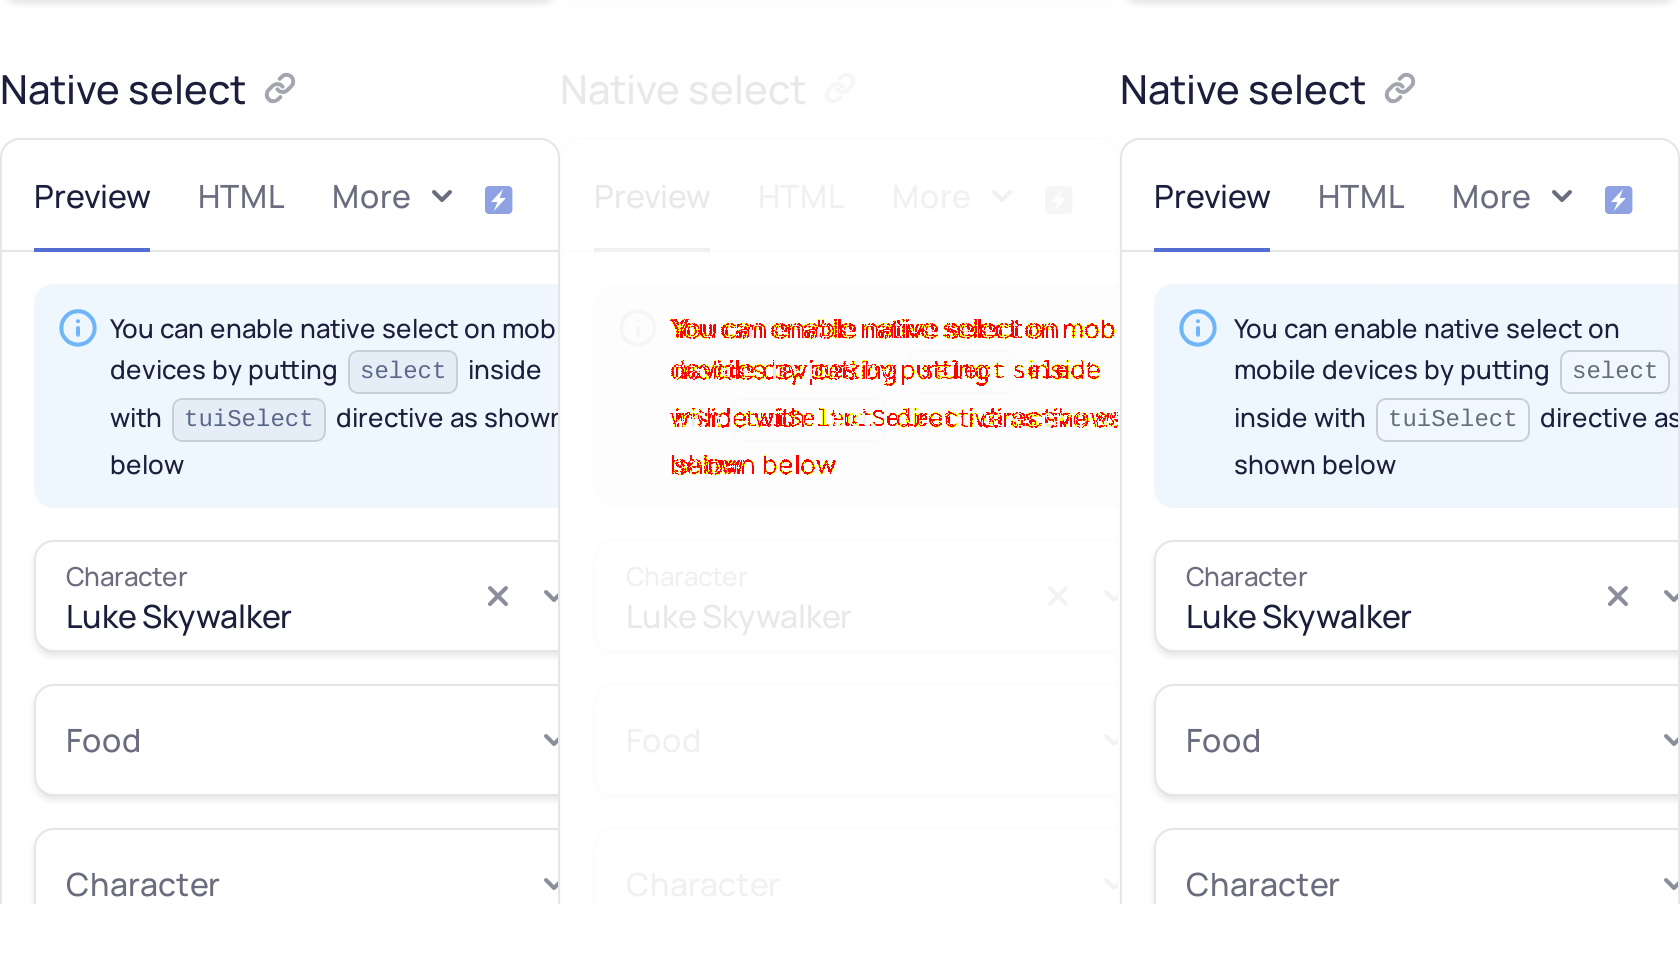 Native select
Preview HTML More
You can enable native select on mob
devices by putting select inside
with tuiSelect directive as shown
below
Character
Luke Skywalker
Food
Character
Native select
Preview HTML More
below
Character
Luke Skywalker
Food
Character
Native select
Preview HTML More
You can enable native select on
mobile devices by putting select
inside with tuiSelect directive as
shown below
Character
Luke Skywalker
Food
Character